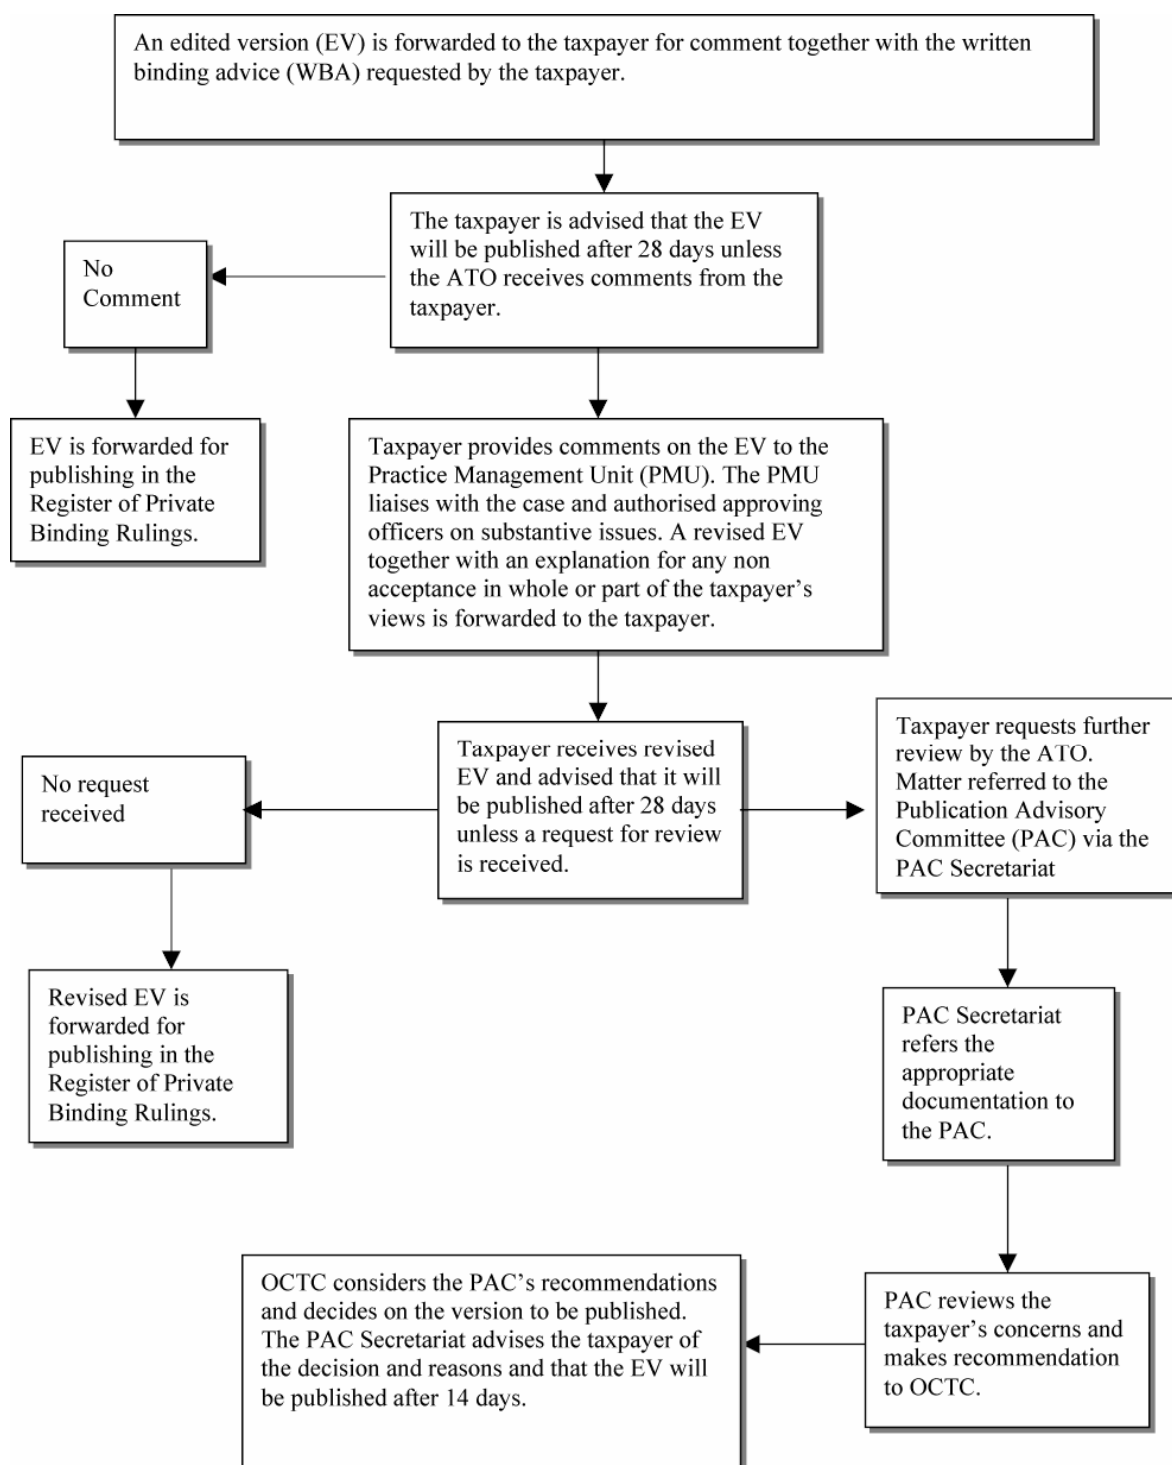 An edited version (EV) is forwarded to the taxpayer for comment together with the written
binding advice (WBA) requested by the taxpayer.
The taxpayer is advised that the EV
will be published after 28 days unless
the ATO receives comments from the
taxpayer.
No
Comment
EV is forwarded for
publishing in the
Register of Private
Binding Rulings.
Taxpayer provides comments on the EV to the
Practice Management Unit (PMU). The PMU
liaises with the case and authorised approving
officers on substantive issues. A revised EV
together with an explanation for any non
acceptance in whole or part of the taxpayer's
views is forwarded to the taxpayer.
Taxpayer receives revised
EV and advised that it will
be published after 28 days
unless a request for review
is received.
No request
received
Revised EV is
forwarded for
publishing in the
Register of Private
Binding Rulings.
Taxpayer requests further
review by the ATO.
Matter referred to the
Publication Advisory
Committee (PAC) via the
PAC Secretariat
PAC Secretariat
refers the
appropriate
documentation to
the PAC.
PAC reviews the
taxpayer's concerns and
makes recommendation
to OCTC.
OCTC considers the PAC's recommendations
and decides on the version to be published.
The PAC Secretariat advises the taxpayer of
the decision and reasons and that the EV will
be published after 14 days.